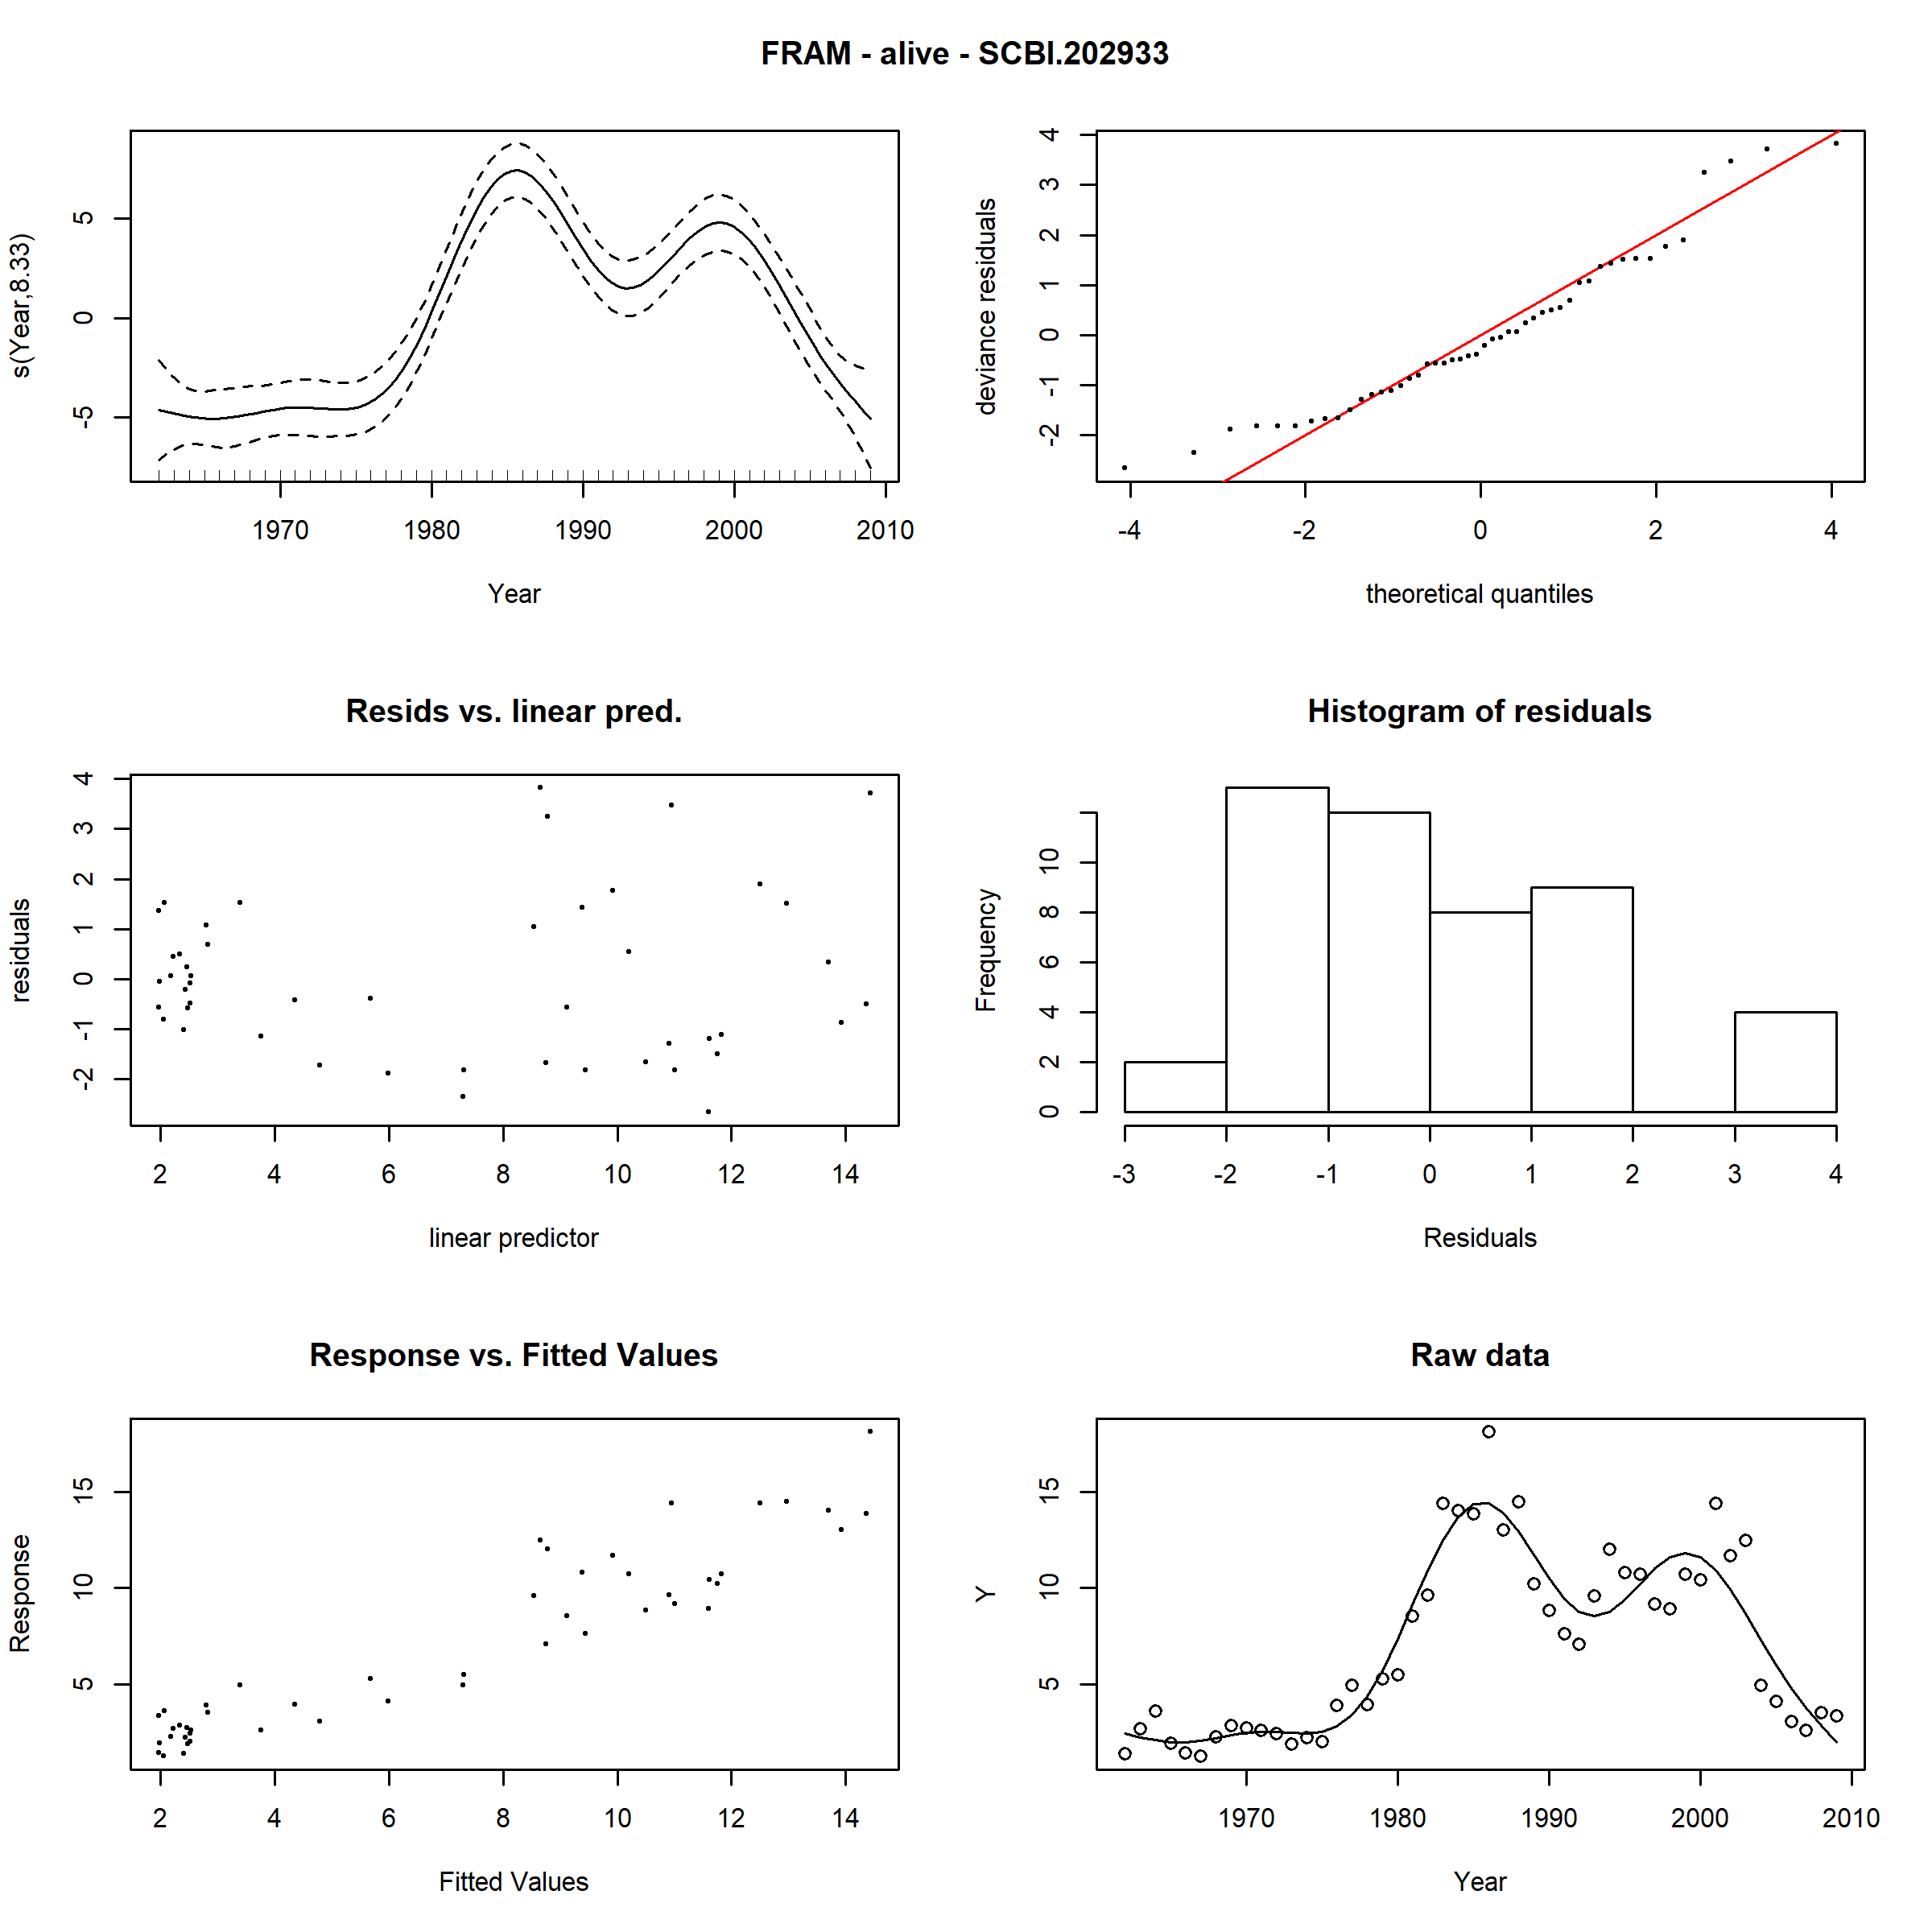 FRAM - alive - SCBI.202933
s(Year,8.33)
-5 0 5
1970 1980 1990 2000 2010
Year
deviance residuals
-2 -1 0 1 2 3 4
-4 -2 0 2 4
theoretical quantiles
Resids vs. linear pred.
residuals
-2 -1 0 1 2 3 4
2 4 6 8 10 12 14
linear predictor
Histogram of residuals
Frequency
0 2 4 6 8 10
-3 -2 -1 0 1 2 3 4
Residuals
Response vs. Fitted Values
Response
5 10 15
2 4 6 8 10 12 14
Fitted Values
Raw data
Y
5 10 15
1970 1980 1990 2000 2010
Year